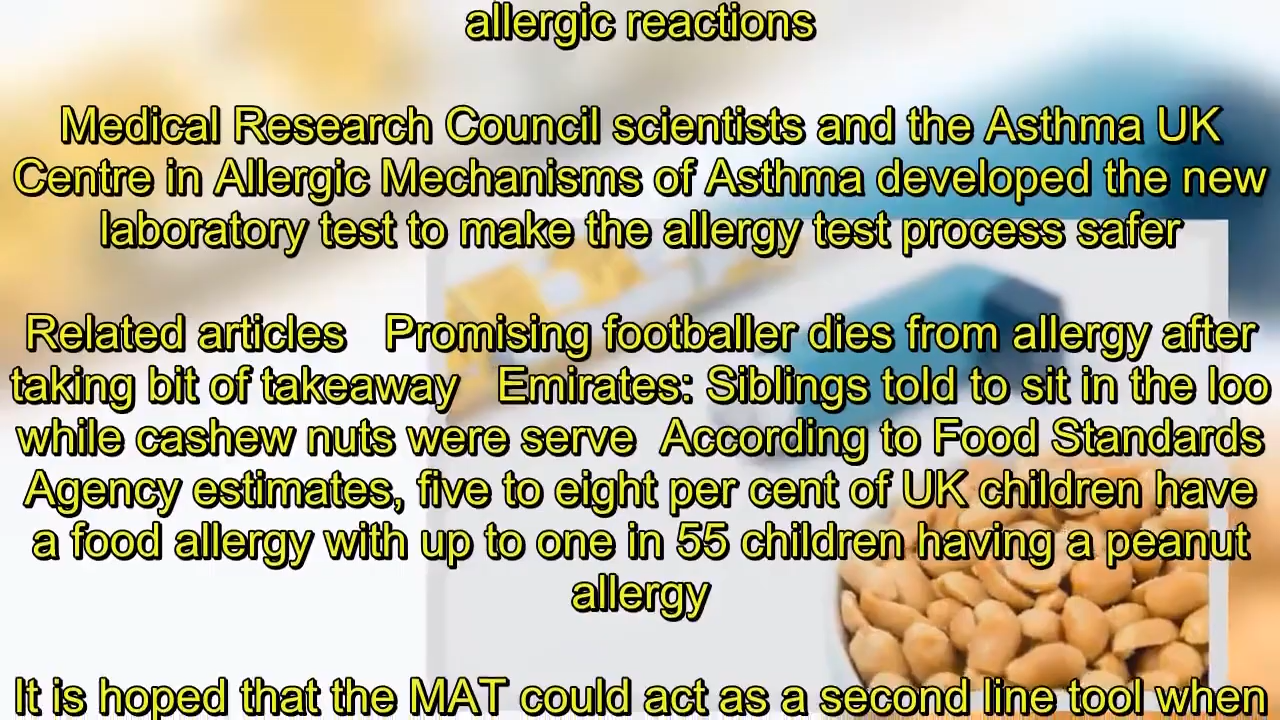 allergic reactions
Medical Research Council scientists and the Asthma UK
Centre in Allergic Mechanisms of Asthma developed the new
laboratory test to make the allergy test process safer
Related articles   Promising footballer dies from allergy after
taking bit of takeaway   Emirates: Siblings told to sit in the loo
while cashew nuts were serve  According to Food Standards
Agency estimates, five to eight per cent of UK children have
a food allergy with up to one in 55 children having a peanut
allergy
It is hoped that the MAT could act as a second line tool when